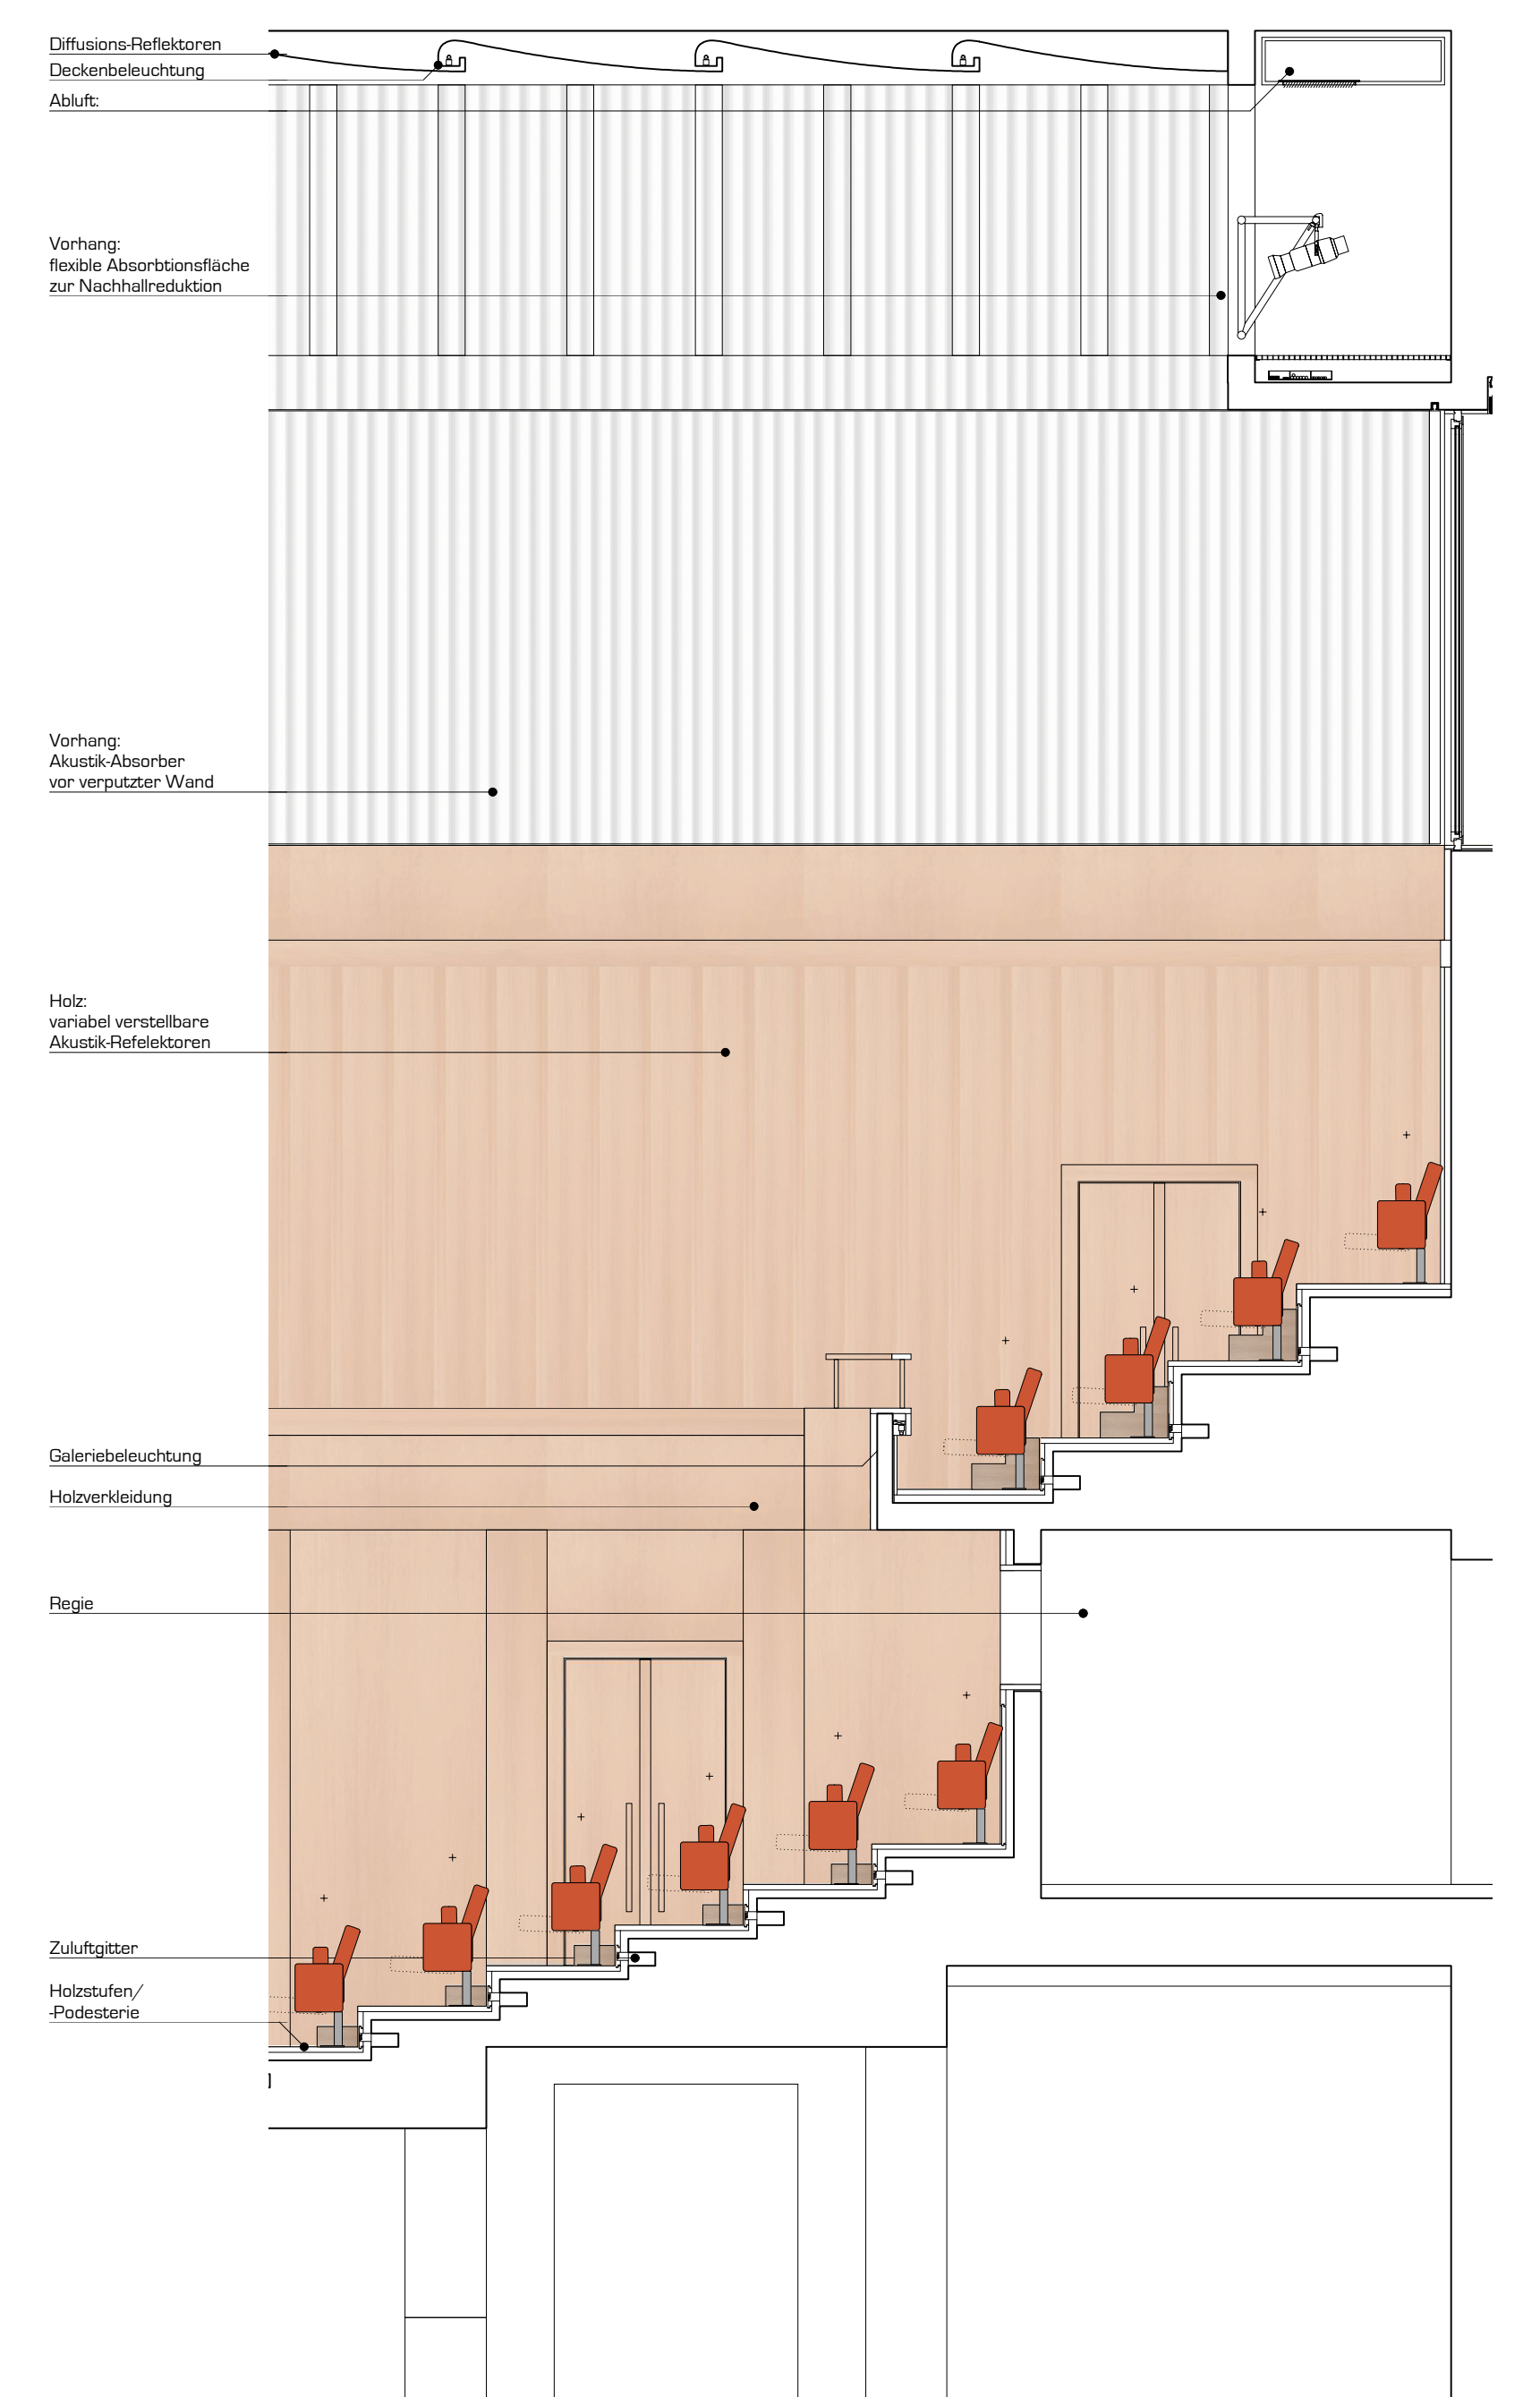 Diffusions-Reflektoren
Deckenbeleuchtung
Abluft:
Vorhang:
flexible Absorbtionsfläche
zur Nachhallreduktion
Vorhang:
Akustik-Absorber
vor verputzter Wand
Holz:
variabel verstellbare
Akustik-Refelektoren
Galeriebeleuchtung
Holzverkleidung
Regie
Zuluftgitter
Holzstufen/
-Podesterie